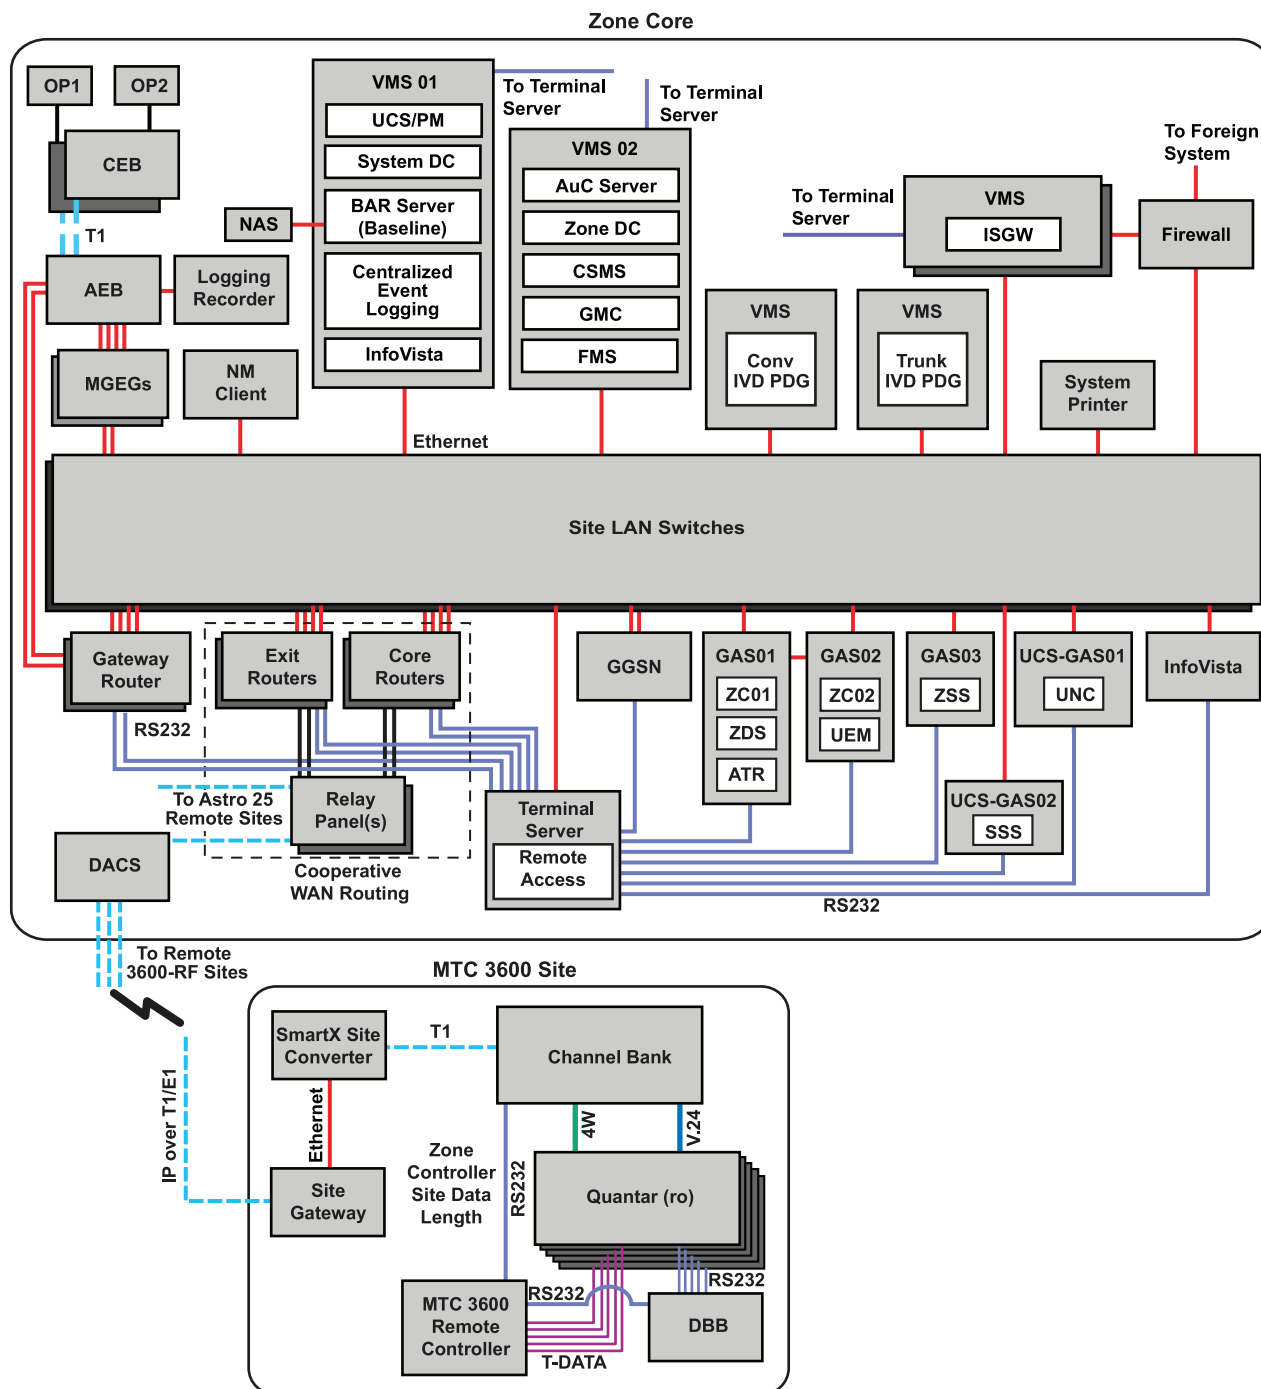 Zone Core
OP1
OP2
CEB
T1
AEB
Logging
Recorder
MGEGs
NM
Client
NAS
VMS 01
UCS/PM
System DC
BAR Server
(Baseline)
Centralized
Event
Logging
InfoVista
To Terminal
Server
To Terminal
Server
VMS 02
AuC Server
Zone DC
CSMS
GMC
FMS
To Terminal
Server
VMS
ISGW
To Foreign
System
Firewall
VMS
Conv
IVD PDG
VMS
Trunk
IVD PDG
System
Printer
Ethernet
Site LAN Switches
Gateway
Router
RS232
Exit
Routers
Core
Routers
GGSN
GAS01
ZC01
ZDS
ATR
GAS02
ZC02
UEM
GAS03
ZSS
UCS-GAS01
UNC
InfoVista
UCS-GAS02
SSS
To Astro 25
Remote Sites
Relay
Panel(s)
Terminal
Server
Remote
Access
RS232
DACS
Cooperative
WAN Routing
To Remote
3600-RF Sites
MTC 3600 Site
SmartX Site
Converter
T1
Channel Bank
IP over T1/E1
Ethernet
4W
V.24
Zone
Controller
Site Data
Length
RS232
Site
Gateway
Quantar (ro)
RS232
RS232
MTC 3600
Remote
Controller
T-DATA
DBB